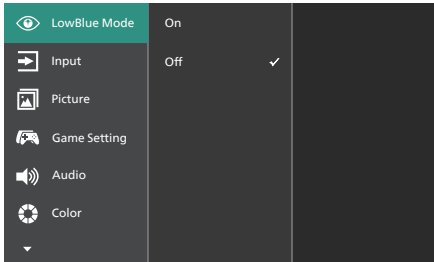 LowBlue Mode
On
Input
Off
Picture
Game Setting
Audio
Color